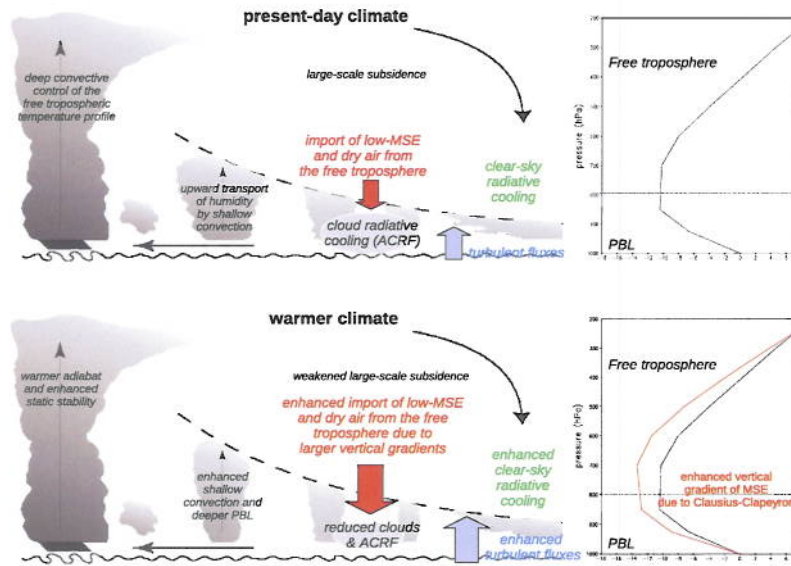 present-day climate
deep convective
control of the
free tropospheric
temperature profile
large-scale subsidence
import of low-MSE
and dry air from
the free troposphere
upward transport
of humidity
by shallow
convection
cloud radiative
cooling (ACRF)
clear-sky
radiative
cooling
turbulent fluxes
Free troposphere
pressure (hPa)
PBL
warmer climate
warmer adiabat
and enhanced
static stability
weakened large-scale subsidence
enhanced import of low-MSE
and dry air from the free
troposphere due to
larger vertical gradients
enhanced
shallow
convection and
deeper PBL
reduced clouds
& ACRF
enhanced
clear-sky
radiative
cooling
enhanced
turbulent fluxes
Free troposphere
pressure (hPa)
enhanced vertical
gradient of MSE
due to Clausius-Clapeyron
PBL